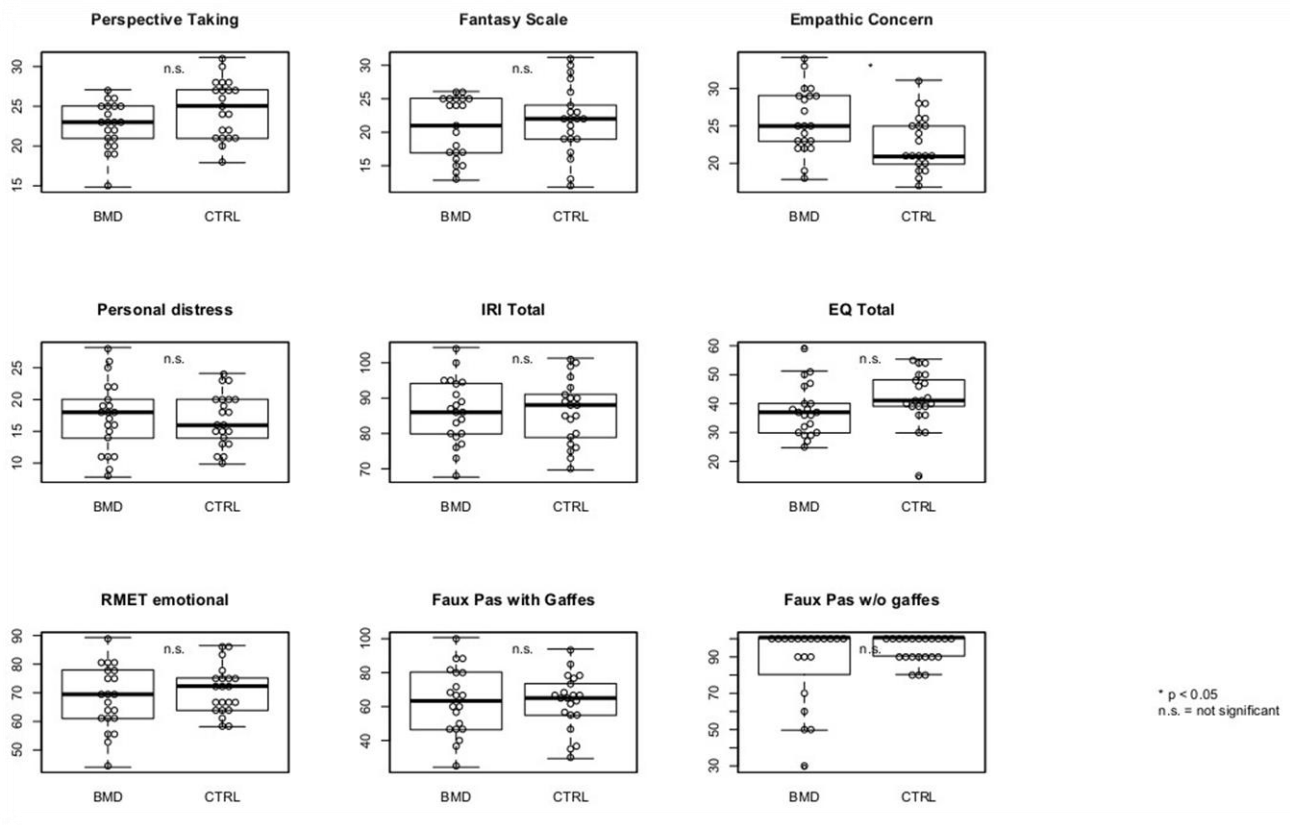 Perspective Taking
Fantasy Scale
Empathic Concern
30
25
20
15
n.s.
BMD
CTRL
30
25
20
15
n.s.
BMD
CTRL
30
25
20
*
BMD
CTRL
Personal distress
IRI Total
EQ Total
25
20
15
10
n.s.
BMD
CTRL
100
90
80
70
n.s.
BMD
CTRL
60
50
40
30
20
n.s.
BMD
CTRL
RMET emotional
Faux Pas with Gaffes
Faux Pas w/o gaffes
90
80
70
60
50
n.s.
BMD
CTRL
100
80
60
40
n.s.
BMD
CTRL
90
70
50
30
n.s.
BMD
CTRL
* p < 0.05
n.s. = not significant